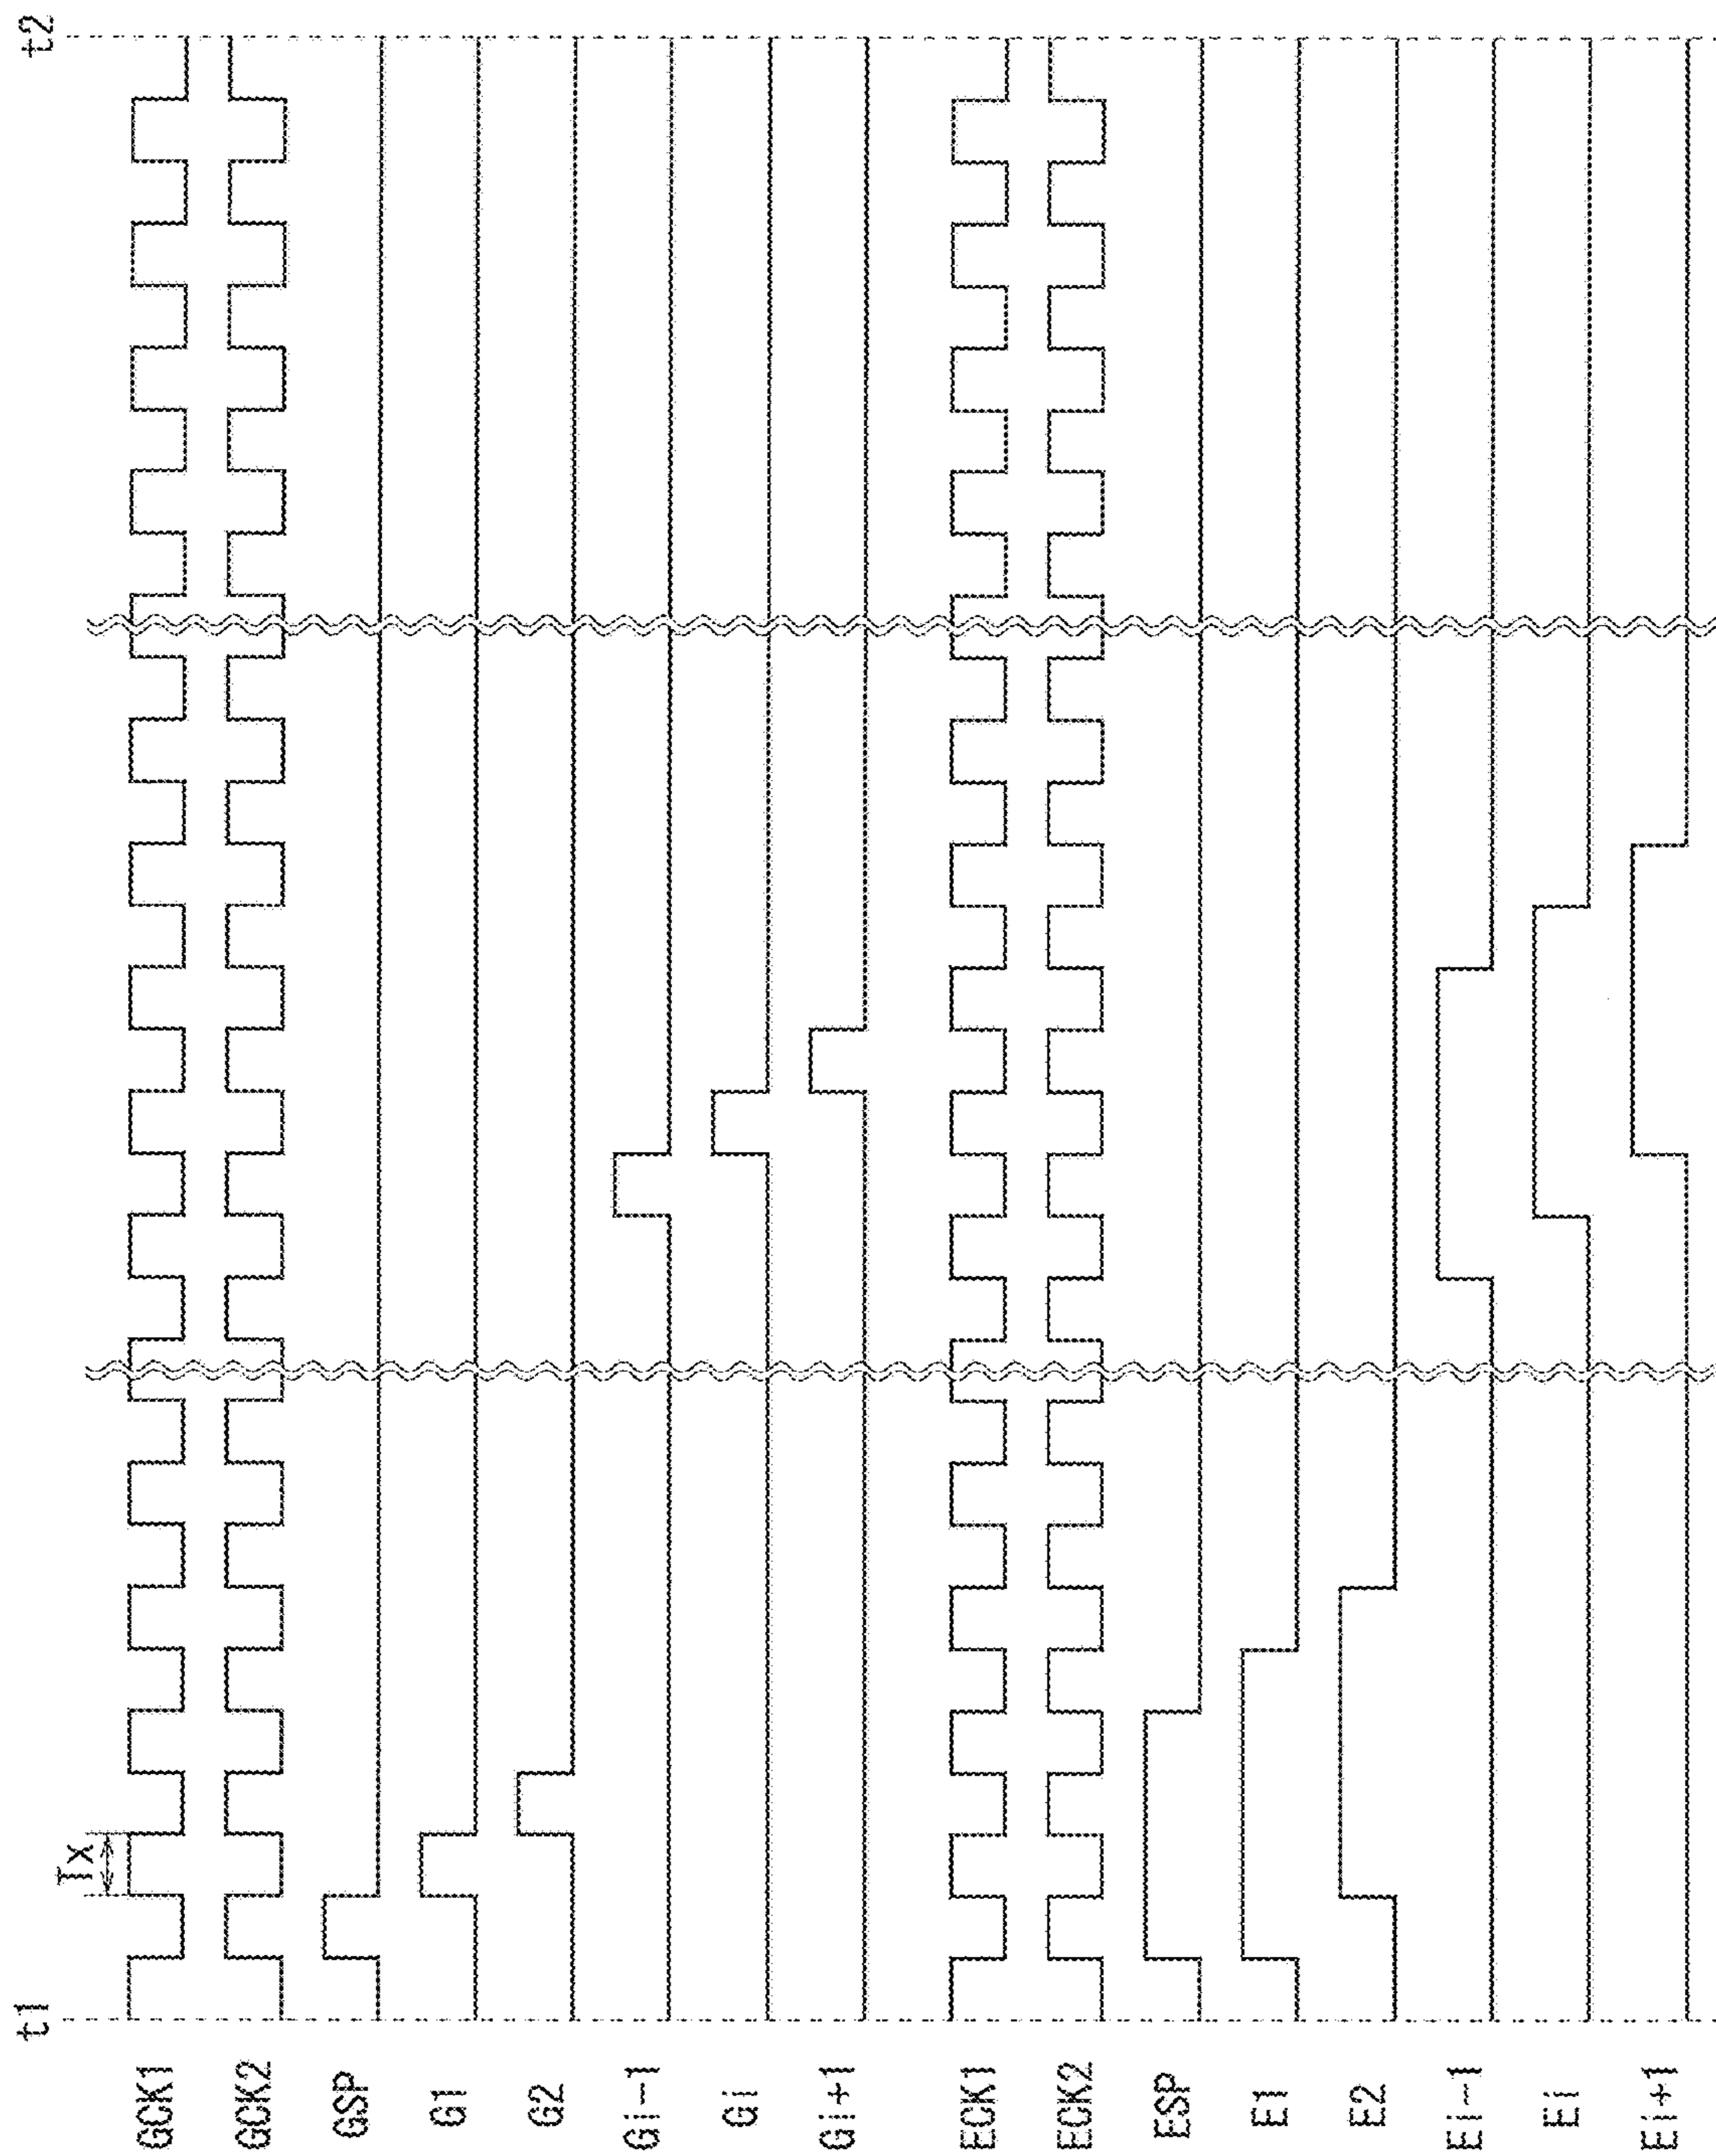 t1
t2
Tx
GCK1
GCK2
GSP
G1
G2
Gi-1
Gi
Gi+1
ECK1
ECK2
ESP
E1
E2
Ei-1
Ei
Ei+1